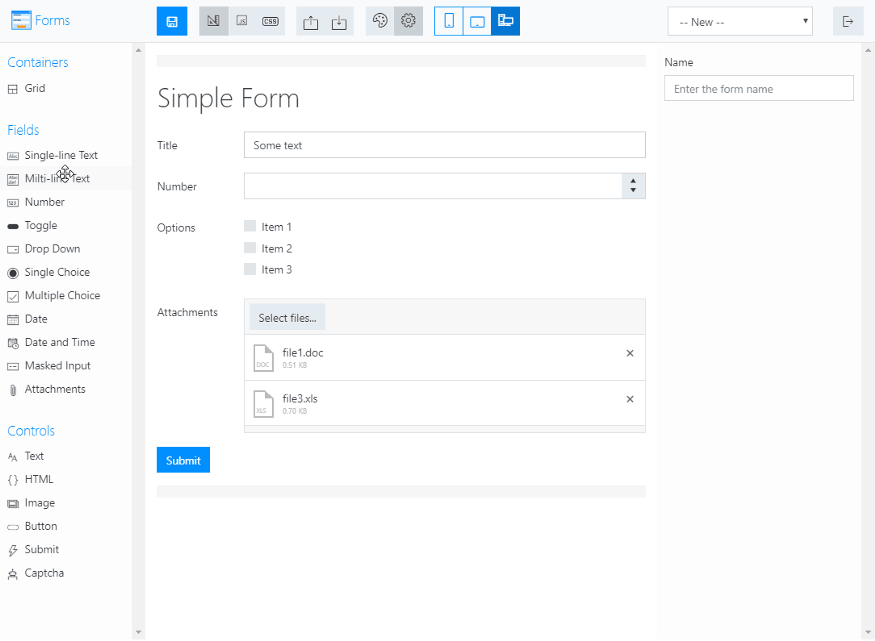 Forms
JS
CSS
-- New --
Containers
Grid
Fields
Single-line Text
Milti-line Text
Number
Toggle
Drop Down
Single Choice
Multiple Choice
Date
Date and Time
Masked Input
Attachments
Controls
Text
HTML
Image
Button
Submit
Captcha
Simple Form
Title
Some text
Number
Options
Item 1
Item 2
Item 3
Attachments
Select files...
DOC
file1.doc
0.51 KB
XLS
file3.xls
0.70 KB
Submit
Name
Enter the form name